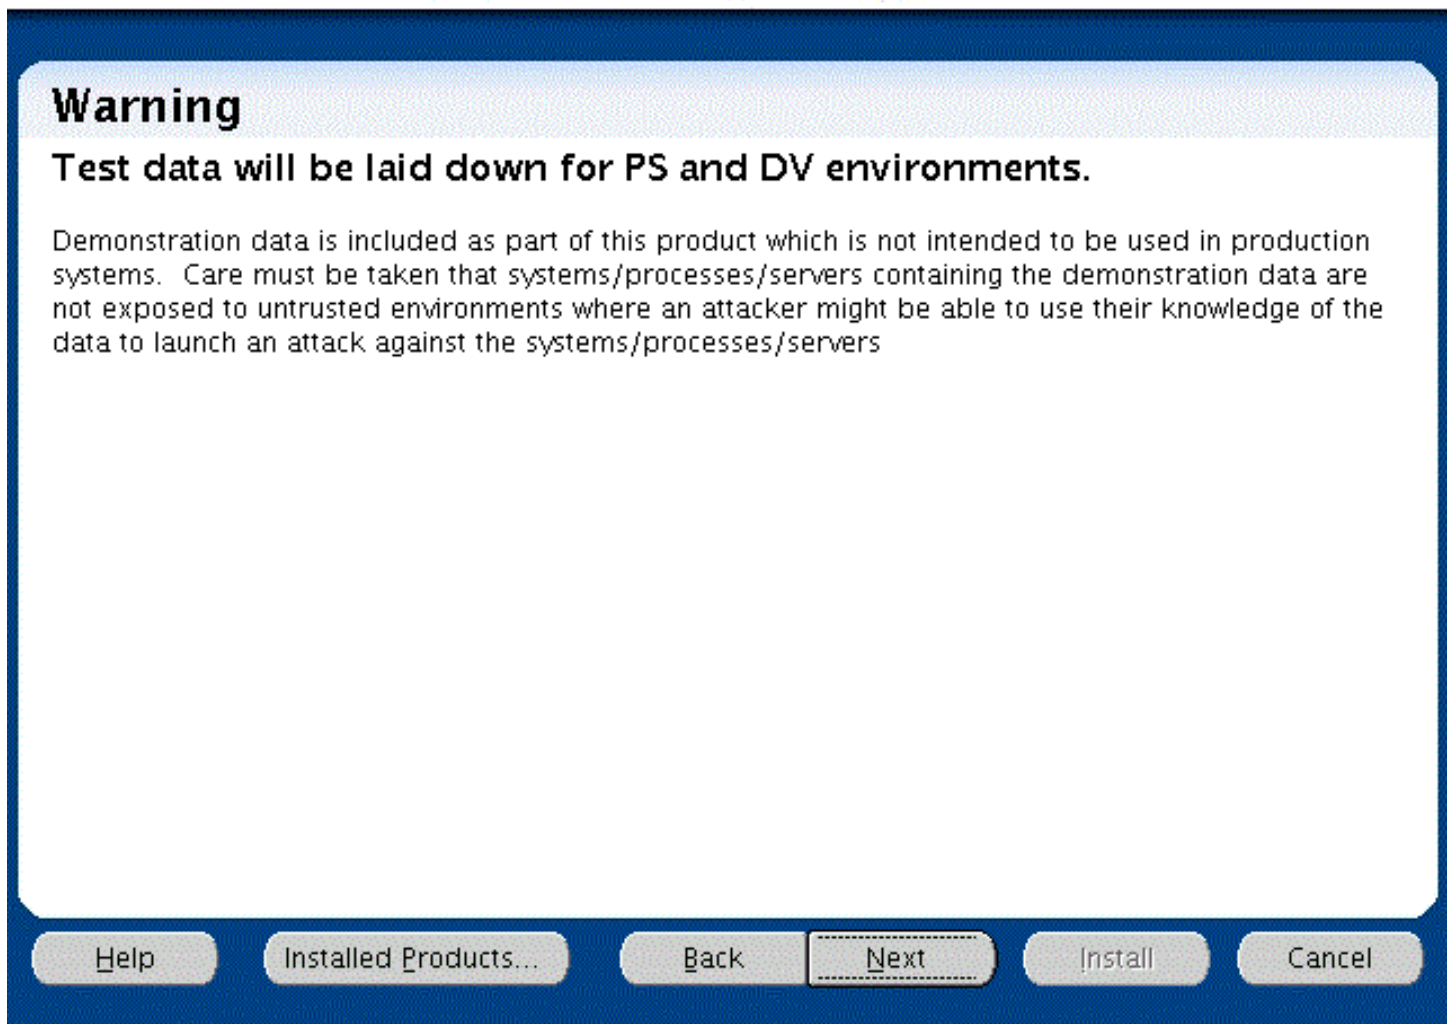 Warning
Test data will be laid down for PS and DV environments.
Demonstration data is included as part of this product which is not intended to be used in production
systems.  Care must be taken that systems/processes/servers containing the demonstration data are
not exposed to untrusted environments where an attacker might be able to use their knowledge of the
data to launch an attack against the systems/processes/servers
Help Installed Products... Back Next Install Cancel